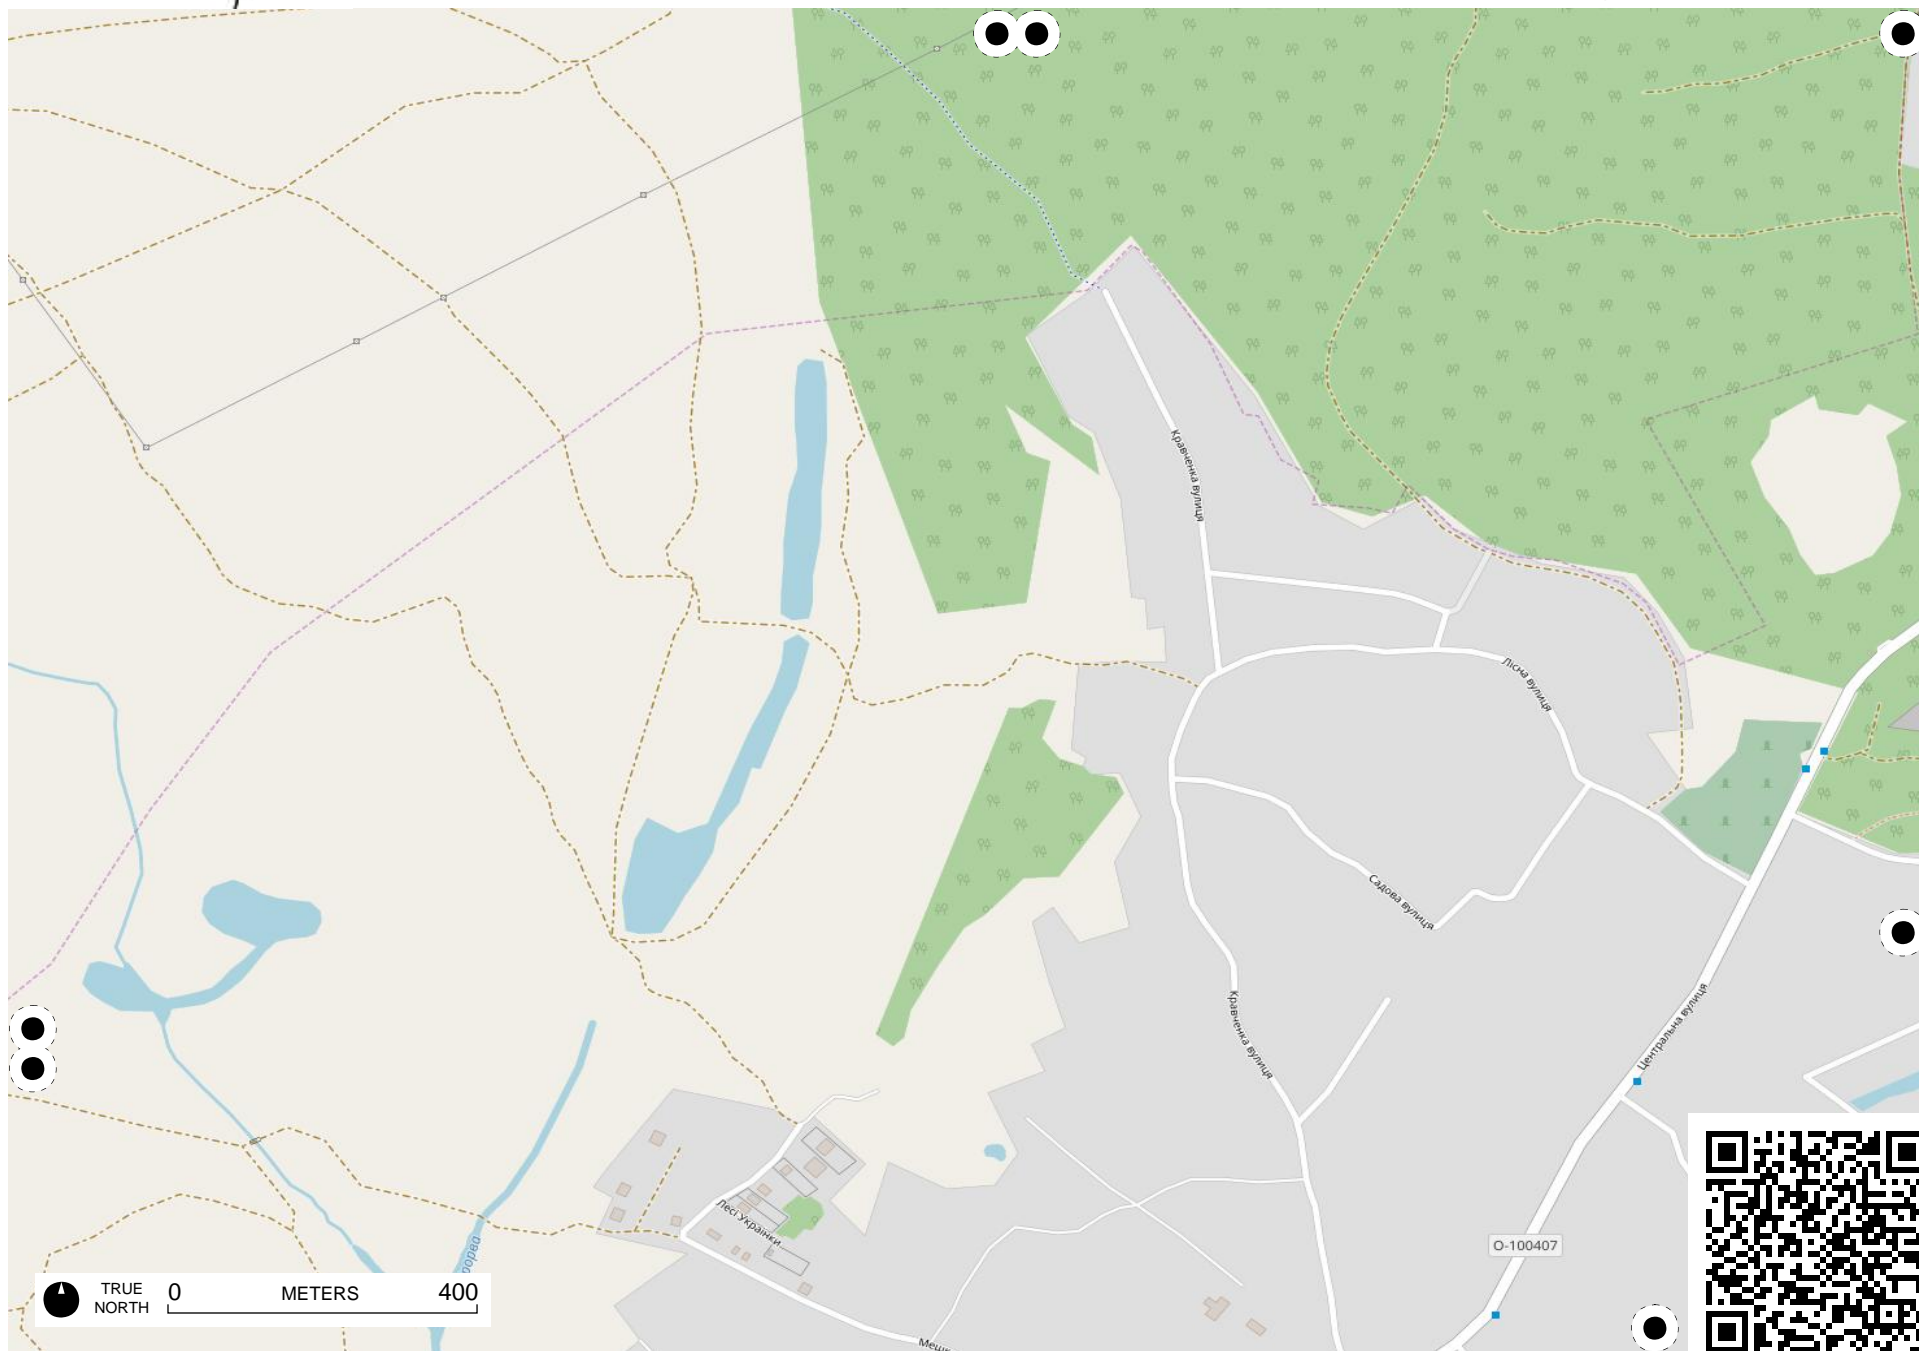 Кравченка вулиця
Лісна вулиця
Садова вулиця
Кравченка вулиця
Центральна вулиця
Лесі Українки...
О-100407
TRUE
NORTH
0
METERS
400